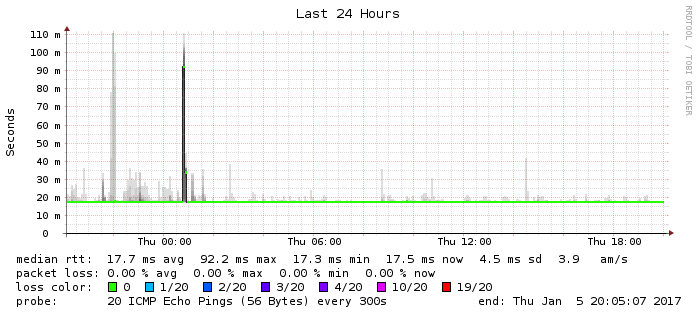 Last 24 Hours
RRDTOOL / TOBI OETIKER
Seconds
110 m
100 m
90 m
80 m
70 m
60 m
50 m
40 m
30 m
20 m
10 m
0
Thu 00:00 Thu 06:00 Thu 12:00 Thu 18:00
median rtt: 17.7 ms avg 92.2 ms max 17.3 ms min 17.5 ms now 4.5 ms sd 3.9 am/s
packet loss: 0.00 % avg 0.00 % max 0.00 % min 0.00 % now
loss color: 0 1/20 2/20 3/20 4/20 10/20 19/20
probe: 20 ICMP Echo Pings (56 Bytes) every 300s end: Thu Jan 5 20:05:07 2017